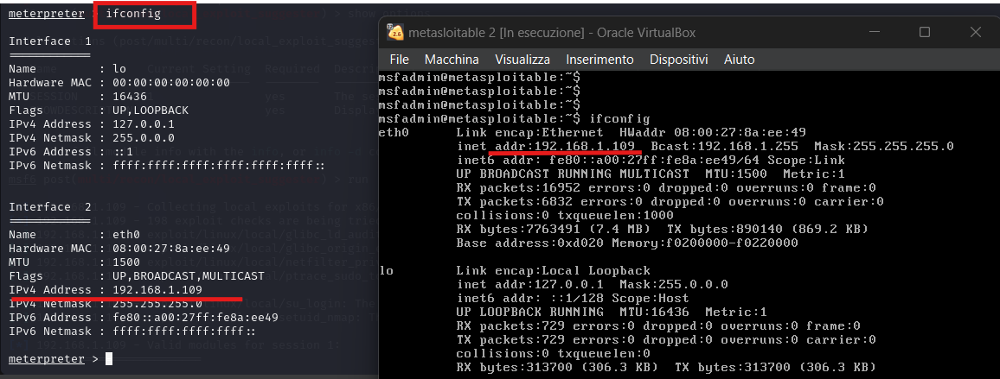 meterpreter > ifconfig
Interface 1
============
Name : lo
Hardware MAC : 00:00:00:00:00:00
MTU : 16436
Flags : UP,LOOPBACK
IPv4 Address : 127.0.0.1
IPv4 Netmask : 255.0.0.0
IPv6 Address : ::1
IPv6 Netmask : ffff:ffff:ffff:ffff:ffff:ffff::
Interface 2
============
Name : eth0
Hardware MAC : 08:00:27:8a:ee:49
MTU : 1500
Flags : UP,BROADCAST,MULTICAST
IPv4 Address : 192.168.1.109
IPv4 Netmask : 255.255.255.0
IPv6 Address : fe80::a00:27ff:fe8a:ee49
IPv6 Netmask : ffff:ffff:ffff:ffff::
meterpreter >
metasloitable 2 [In esecuzione] - Oracle VirtualBox
File Macchina Visualizza Inserimento Dispositivi Aiuto
msfadmin@metasploitable:~$
msfadmin@metasploitable:~$
msfadmin@metasploitable:~$
msfadmin@metasploitable:~$ ifconfig
eth0 Link encap:Ethernet HWaddr 08:00:27:8a:ee:49
inet addr:192.168.1.109 Bcast:192.168.1.255 Mask:255.255.255.0
inet6 addr: fe80::a00:27ff:fe8a:ee49/64 Scope:Link
UP BROADCAST RUNNING MULTICAST MTU:1500 Metric:1
RX packets:16952 errors:0 dropped:0 overruns:0 frame:0
TX packets:6832 errors:0 dropped:0 overruns:0 carrier:0
collisions:0 txqueuelen:1000
RX bytes:7763491 (7.4 MB) TX bytes:890140 (869.2 KB)
Base address:0xd020 Memory:f0200000-f0220000
lo Link encap:Local Loopback
inet addr:127.0.0.1 Mask:255.0.0.0
inet6 addr: ::1/128 Scope:Host
UP LOOPBACK RUNNING MTU:16436 Metric:1
RX packets:729 errors:0 dropped:0 overruns:0 frame:0
TX packets:729 errors:0 dropped:0 overruns:0 carrier:0
collisions:0 txqueuelen:0
RX bytes:313700 (306.3 KB) TX bytes:313700 (306.3 KB)